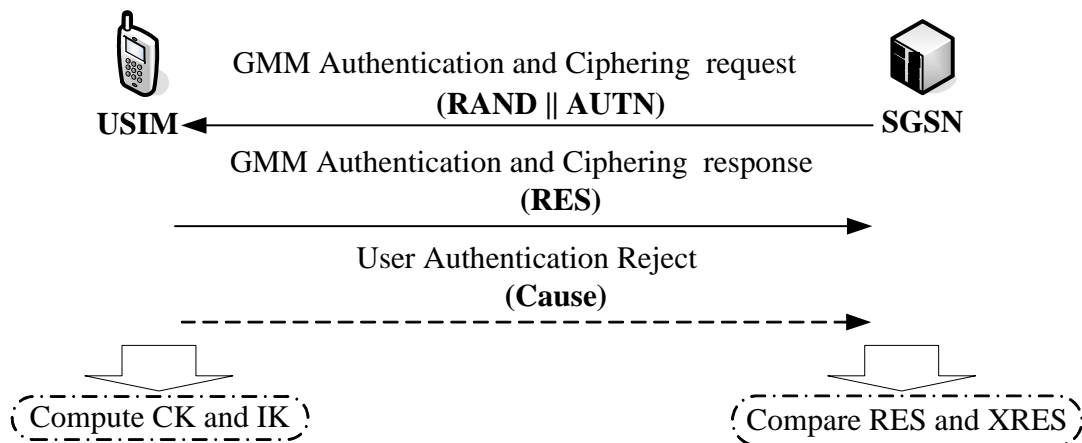 GMM Authentication and Ciphering request
(RAND || AUTN)
USIM
SGSN
GMM Authentication and Ciphering response
(RES)
User Authentication Reject
(Cause)
Compute CK and IK
Compare RES and XRES